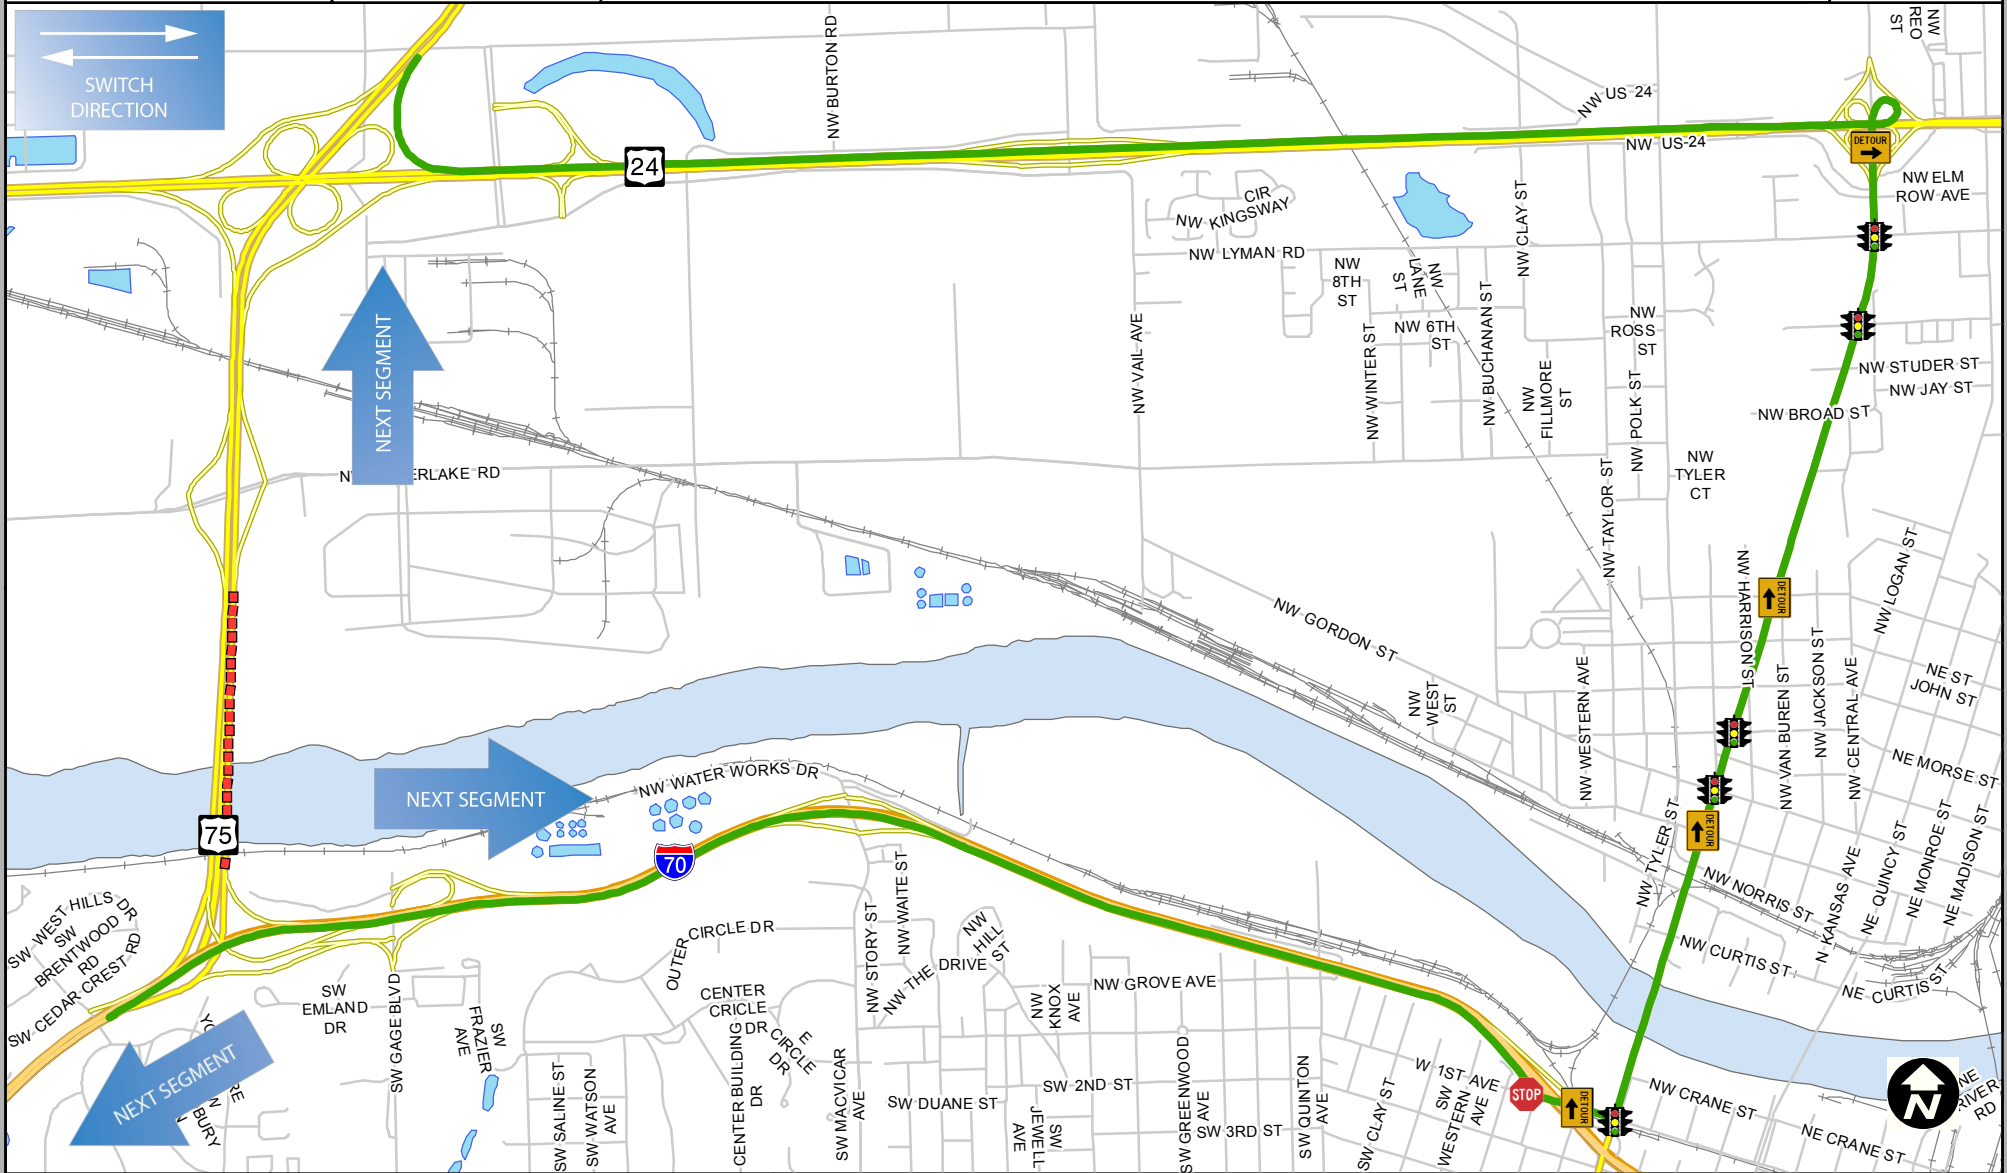 SWITCH
DIRECTION
NW BURTON RD
NW
REO
ST
NW US 24
NW US-24
24
DETOUR
NW ELM
ROW AVE
CIR
NW KINGSWAY
NW LYMAN RD
NW CLAY ST
NW
8TH
ST
NW
LANE
ST
NW 6TH
ST
NW BUCHANAN ST
NW WINTER ST
NW VAIL AVE
NW
ROSS
ST
NW
FILLMORE
ST
NW POLK ST
NW STUDER ST
NW JAY ST
NW BROAD ST
NEXT SEGMENT
ERLAKE RD
NW
TYLER
CT
NW TAYLOR ST
NW LOGAN ST
NW HARRISON ST
DETOUR
NW GORDON ST
NW
WEST
ST
NW WESTERN AVE
NW VAN BUREN ST
NW JACKSON ST
NW CENTRAL AVE
NE ST
JOHN ST
NE MORSE ST
NEXT SEGMENT
NW WATER WORKS DR
75
70
DETOUR
NW TYLER ST
NW NORRIS ST
N KANSAS AVE
NE QUINCY ST
NE MONROE ST
NE MADISON ST
NW CURTIS ST
NE CURTIS ST
SW WEST HILLS DR
SW
BRENTWOOD
RD
SW CEDAR CREST RD
SW
EMLAND
DR
SW GAGE BLVD
SW
FRAZIER
AVE
OUTER
CIRCLE DR
CENTER
CRICLE
DR
E
CIRCLE
DR
CENTER BUILDING
DR
NW STORY ST
NW WAITE ST
NW
HILL
ST
NW THE
DRIVE
NW
KNOX
AVE
NW GROVE AVE
SW SALINE ST
SW WATSON
AVE
SW MACVICAR
AVE
SW DUANE ST
SW 2ND ST
SW
JEWELL
AVE
SW GREENWOOD
AVE
SW 3RD ST
SW QUINTON
AVE
SW CLAY ST
W 1ST AVE
SW
WESTERN
AVE
STOP
DETOUR
NW CRANE ST
NE CRANE ST
NE
RIVER
RD
N
NEXT SEGMENT
BURY